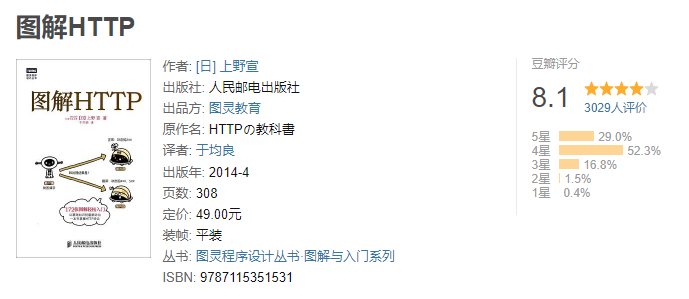 图解HTTP
图解HTTP
[日] 上野 宣 著
于均良 译
172张图解轻松入门
人民邮电出版社
作者: [日] 上野宣
出版社: 人民邮电出版社
出品方: 图灵教育
原作名: HTTPの教科書
译者: 于均良
出版年: 2014-4
页数: 308
定价: 49.00元
装帧: 平装
丛书: 图灵程序设计丛书·图解与入门系列
ISBN: 9787115351531
豆瓣评分
8.1
3029人评价
5星 29.0%
4星 52.3%
3星 16.8%
2星 1.5%
1星 0.4%